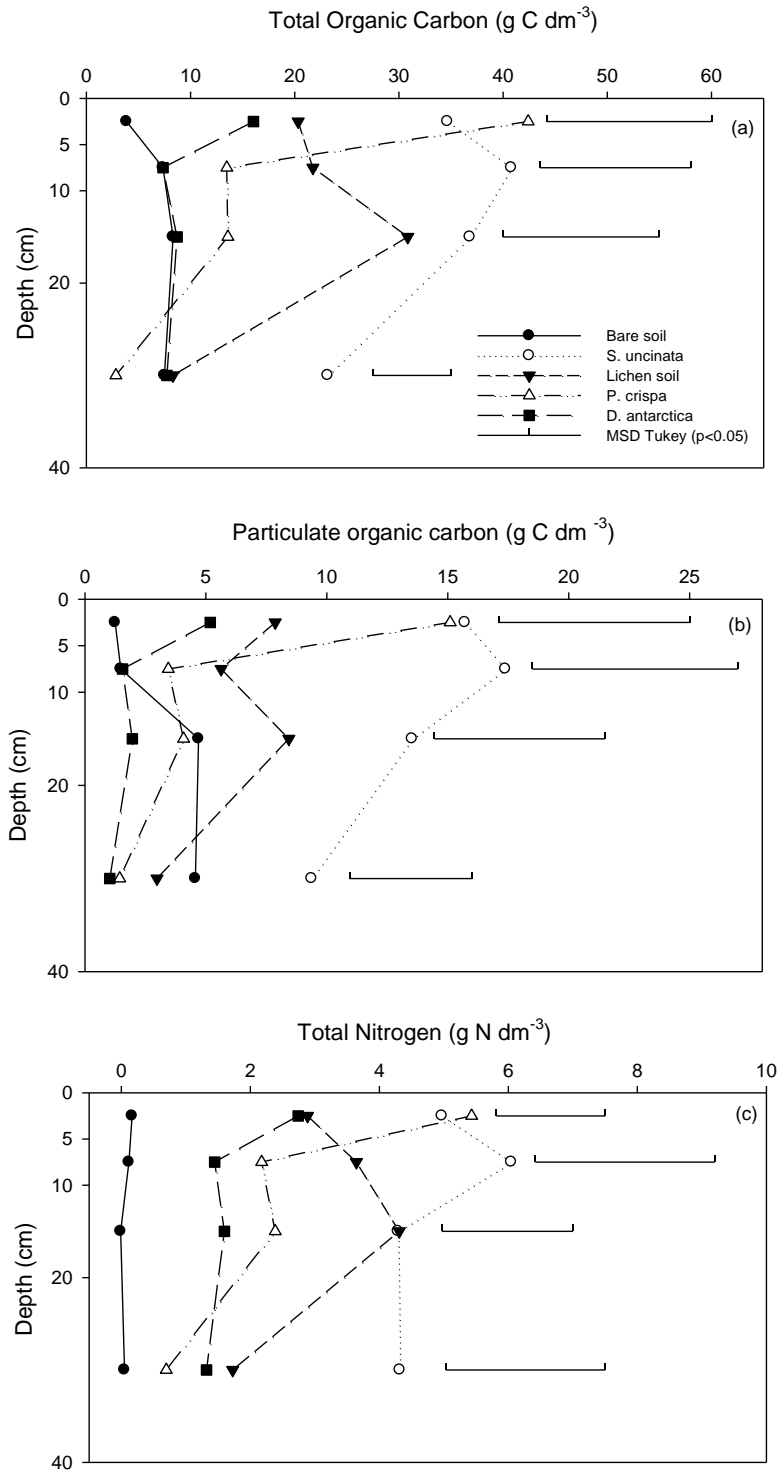 Total Organic Carbon (g C dm-3)
0 10 20 30 40 50 60
0
5
10
20
40
Depth (cm)
(a)
Bare soil
S. uncinata
Lichen soil
P. crispa
D. antarctica
MSD Tukey (p<0.05)
Particulate organic carbon (g C dm -3)
0 5 10 15 20 25
0
5
10
20
40
Depth (cm)
(b)
Total Nitrogen (g N dm-3)
0 2 4 6 8 10
0
5
10
20
40
Depth (cm)
(c)